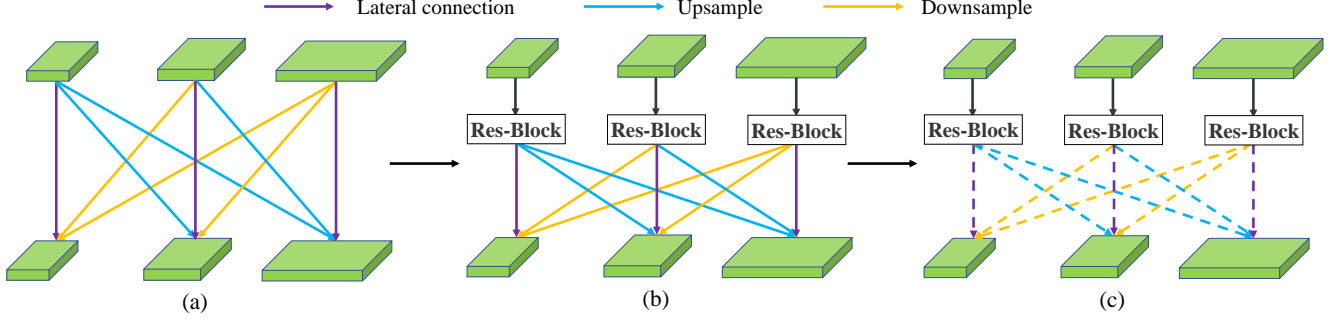 Lateral connection Upsample Downsample
Res-Block Res-Block Res-Block Res-Block Res-Block Res-Block
(a) (b) (c)